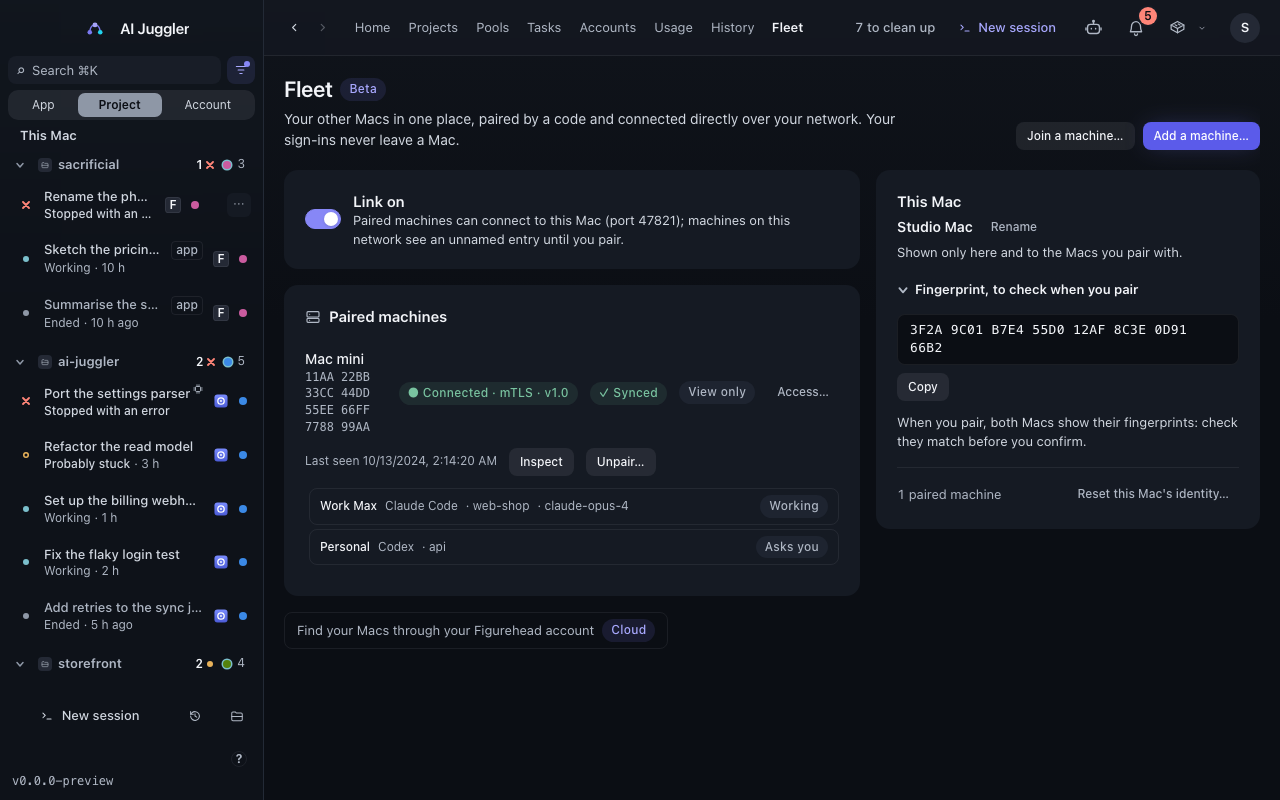 AI Juggler
Search ⌘K
App Project Account
This Mac
sacrificial 1 3
Rename the ph... F
Stopped with an ...
Sketch the pricin... app F
Working · 10 h
Summarise the s... app F
Ended · 10 h ago
ai-juggler 2 5
Port the settings parser
Stopped with an error
Refactor the read model
Probably stuck · 3 h
Set up the billing webh...
Working · 1 h
Fix the flaky login test
Working · 2 h
Add retries to the sync j...
Ended · 5 h ago
storefront 2 4
New session
?
v0.0.0-preview
Home Projects Pools Tasks Accounts Usage History Fleet 7 to clean up New session 5 S
Fleet Beta
Your other Macs in one place, paired by a code and connected directly over your network. Your
sign-ins never leave a Mac.
Join a machine... Add a machine...
Link on
Paired machines can connect to this Mac (port 47821); machines on this
network see an unnamed entry until you pair.
Paired machines
Mac mini
11AA 22BB
33CC 44DD
55EE 66FF
7788 99AA
Connected · mTLS · v1.0 ✓ Synced View only Access...
Last seen 10/13/2024, 2:14:20 AM Inspect Unpair...
Work Max Claude Code · web-shop · claude-opus-4 Working
Personal Codex · api Asks you
Find your Macs through your Figurehead account Cloud
This Mac
Studio Mac Rename
Shown only here and to the Macs you pair with.
Fingerprint, to check when you pair
3F2A 9C01 B7E4 55D0 12AF 8C3E 0D91
66B2
Copy
When you pair, both Macs show their fingerprints: check
they match before you confirm.
1 paired machine Reset this Mac's identity...